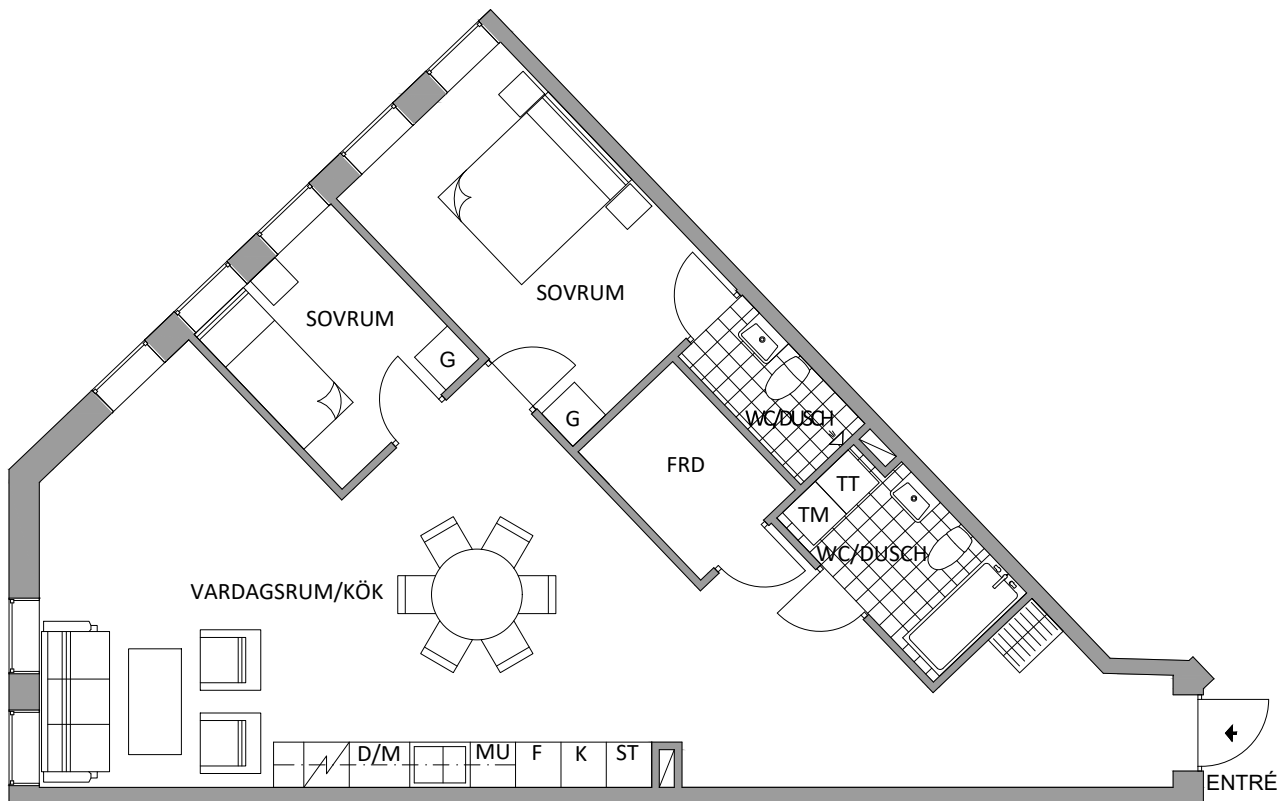 SOVRUM
SOVRUM
G
G
WC/DUSCH
FRD
TT
TM
WC/DUSCH
VARDAGSRUM/KÖK
D/M MU F K ST
ENTRÉ